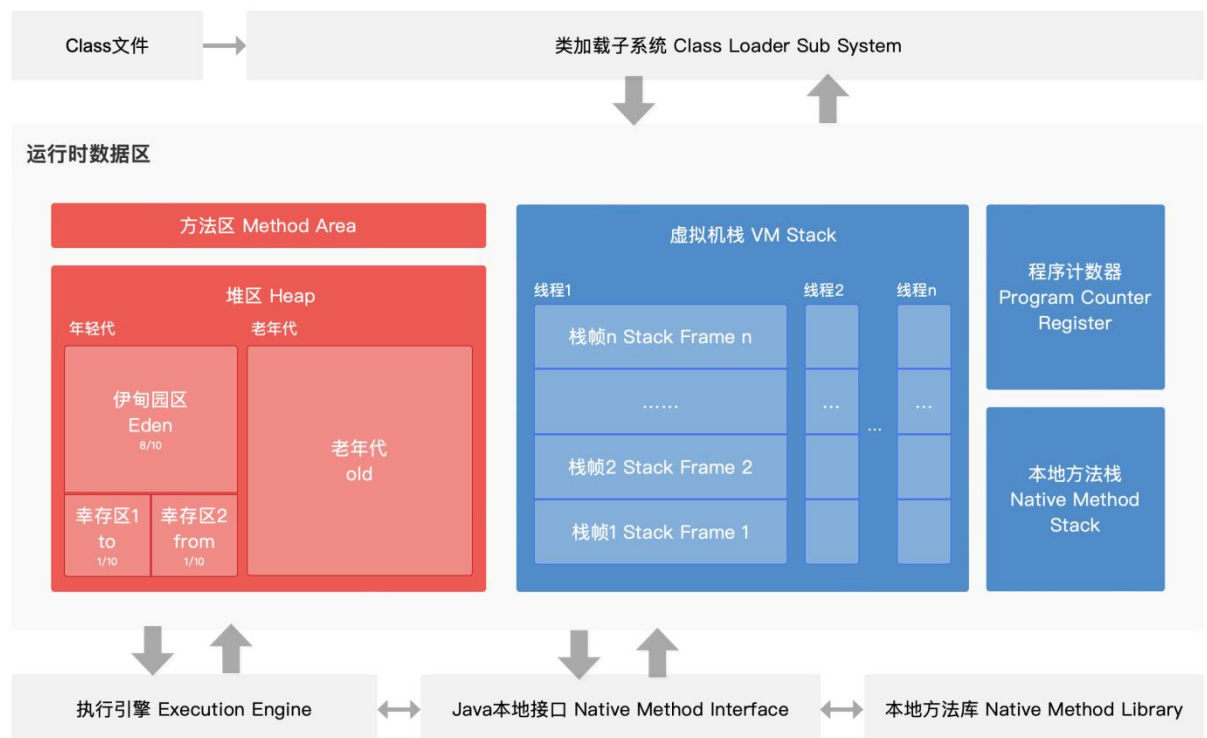 Class文件
类加载子系统 Class Loader Sub System
运行时数据区
方法区 Method Area
堆区 Heap
年轻代
老年代
伊甸园区
Eden
8/10
幸存区1
to
1/10
幸存区2
from
1/10
老年代
old
虚拟机栈 VM Stack
线程1
线程2
线程n
栈帧n Stack Frame n
……
...
...
...
栈帧2 Stack Frame 2
栈帧1 Stack Frame 1
程序计数器
Program Counter
Register
本地方法栈
Native Method
Stack
执行引擎 Execution Engine
Java本地接口 Native Method Interface
本地方法库 Native Method Library